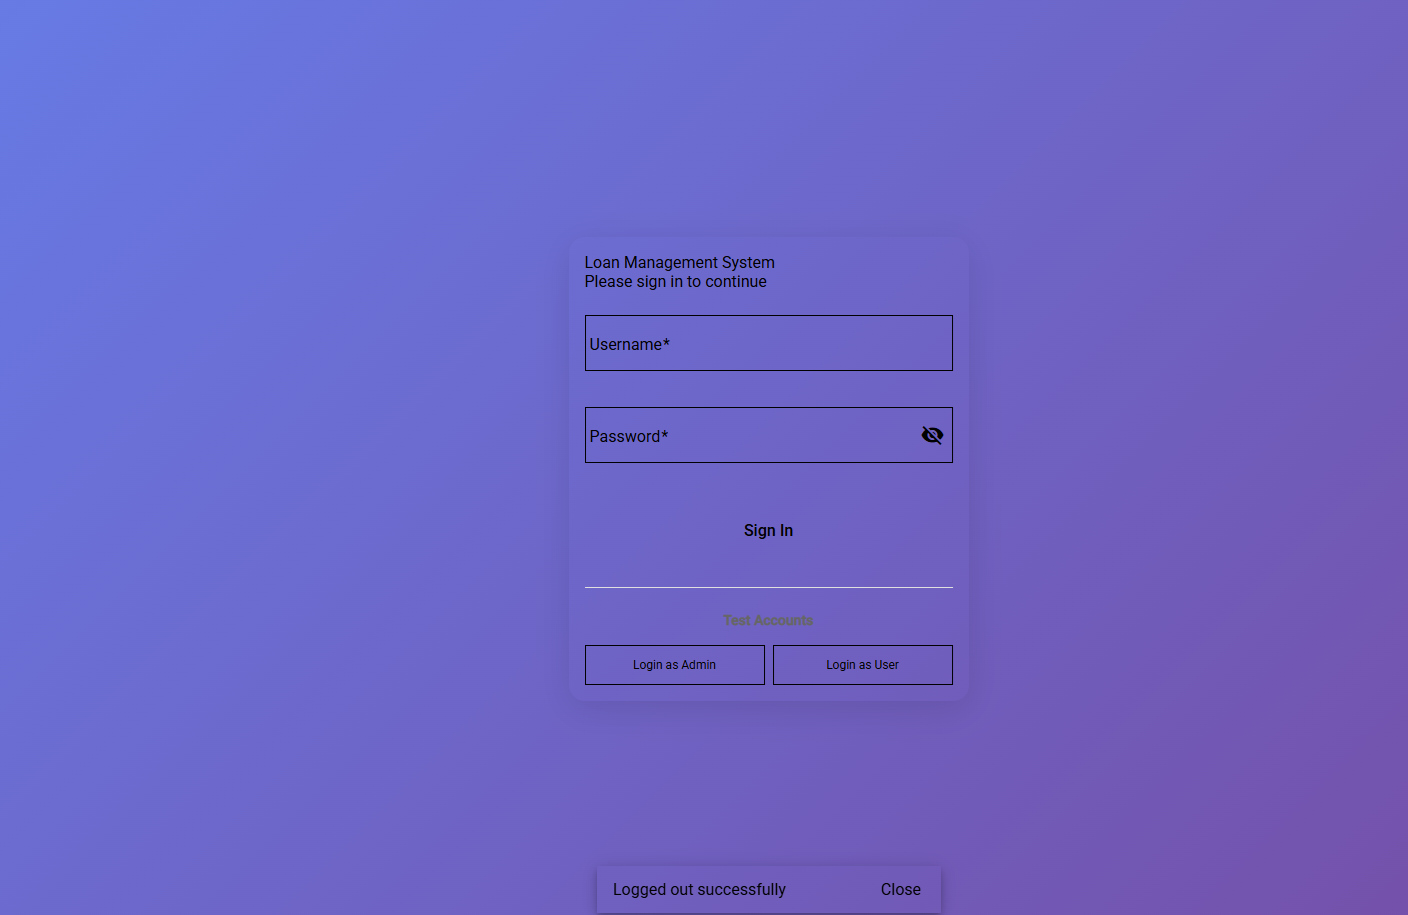 Loan Management System
Please sign in to continue
Username*
Password*
Sign In
Test Accounts
Login as Admin
Login as User
Logged out successfully
Close